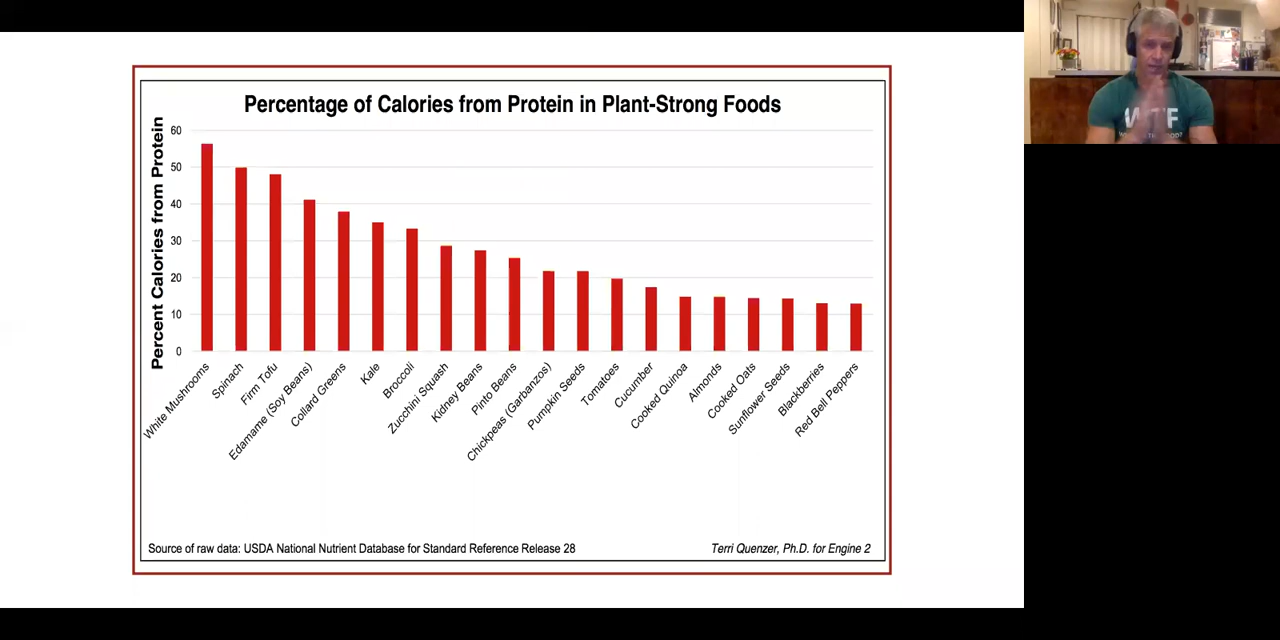 Percentage of Calories from Protein in Plant-Strong Foods
Percent Calories from Protein
60
50
40
30
20
10
0
White Mushrooms
Spinach
Firm Tofu
Edamame (Soy Beans)
Collard Greens
Kale
Broccoli
Zucchini Squash
Kidney Beans
Pinto Beans
Chickpeas (Garbanzos)
Pumpkin Seeds
Tomatoes
Cucumber
Cooked Quinoa
Almonds
Cooked Oats
Sunflower Seeds
Blackberries
Red Bell Peppers
Source of raw data: USDA National Nutrient Database for Standard Reference Release 28
Terri Quenzer, Ph.D. for Engine 2